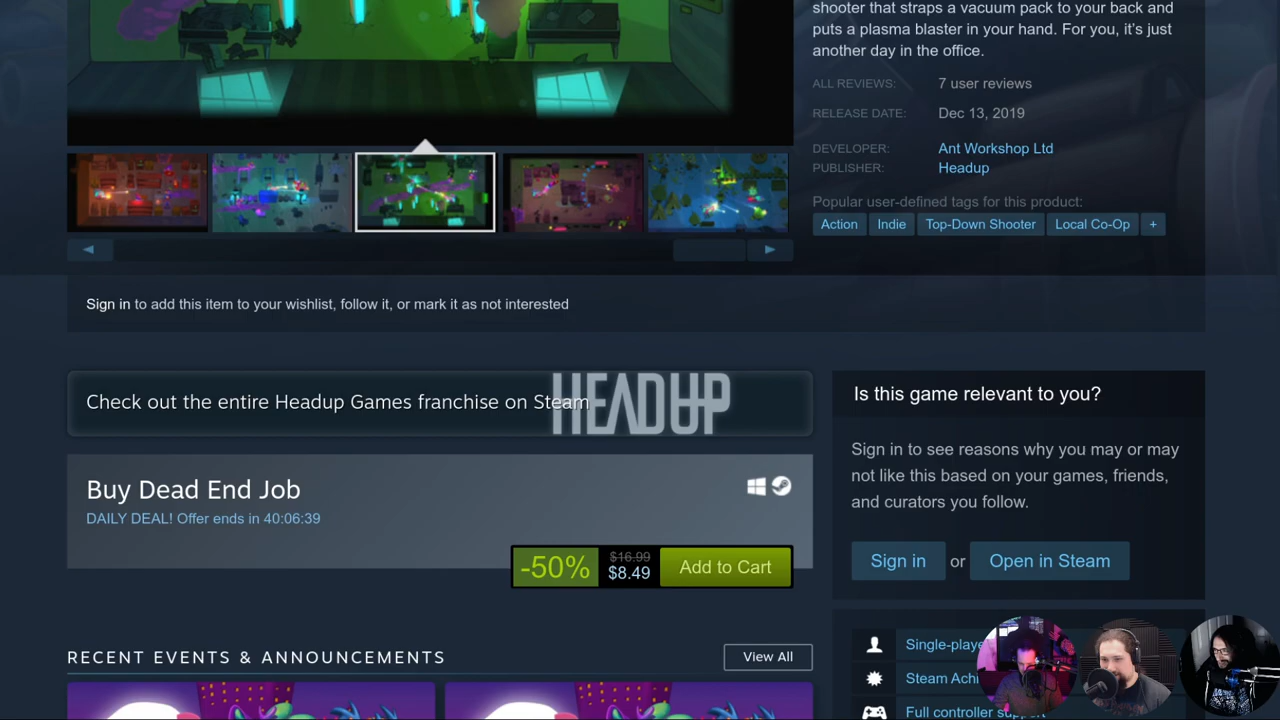 shooter that straps a vacuum pack to your back and
puts a plasma blaster in your hand. For you, it's just
another day in the office.
ALL REVIEWS: 7 user reviews
RELEASE DATE: Dec 13, 2019
DEVELOPER: Ant Workshop Ltd
PUBLISHER: Headup
Popular user-defined tags for this product:
Action Indie Top-Down Shooter Local Co-Op +
Sign in to add this item to your wishlist, follow it, or mark it as not interested
Check out the entire Headup Games franchise on Steam
HEADUP
Buy Dead End Job
DAILY DEAL! Offer ends in 40:06:39
-50% $16.99 $8.49 Add to Cart
Is this game relevant to you?
Sign in to see reasons why you may or may
not like this based on your games, friends,
and curators you follow.
Sign in or Open in Steam
RECENT EVENTS & ANNOUNCEMENTS View All
Single-playe
Steam Achi
Full controller support